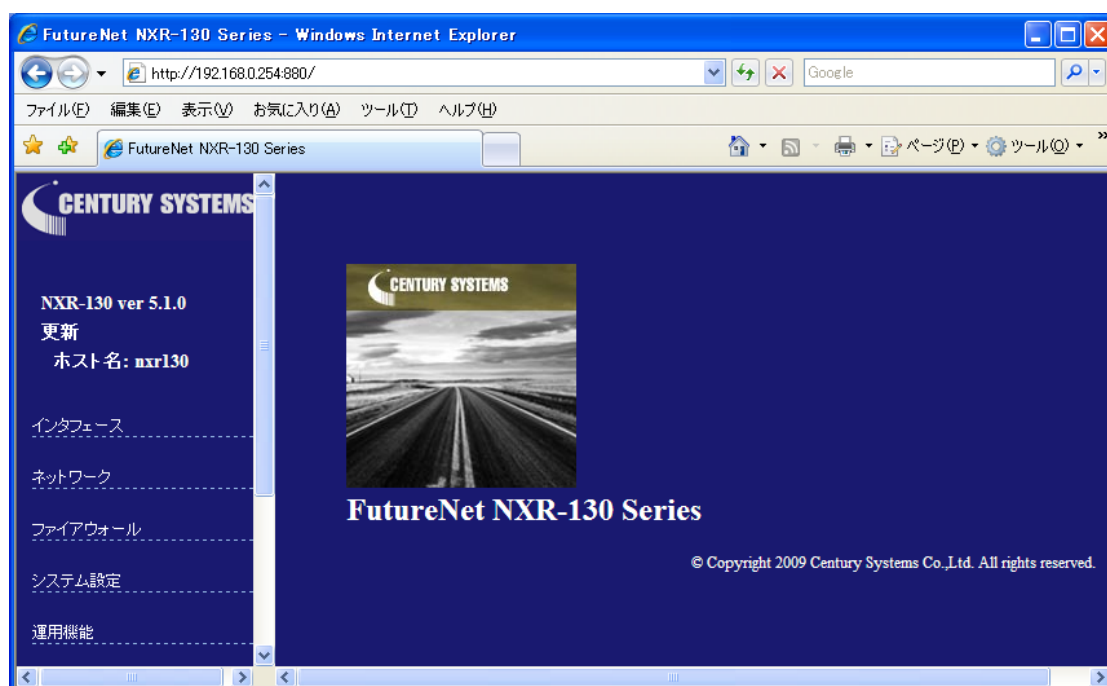 FutureNet NXR-130 Series - Windows Internet Explorer
http://192.168.0.254:880/
Google
ファイル(F) 編集(E) 表示(V) お気に入り(A) ツール(T) ヘルプ(H)
FutureNet NXR-130 Series
ページ(P) ツール(O)
CENTURY SYSTEMS
NXR-130 ver 5.1.0
更新
ホスト名: nxr130
インタフェース
ネットワーク
ファイアウォール
システム設定
運用機能
CENTURY SYSTEMS
FutureNet NXR-130 Series
© Copyright 2009 Century Systems Co.,Ltd. All rights reserved.